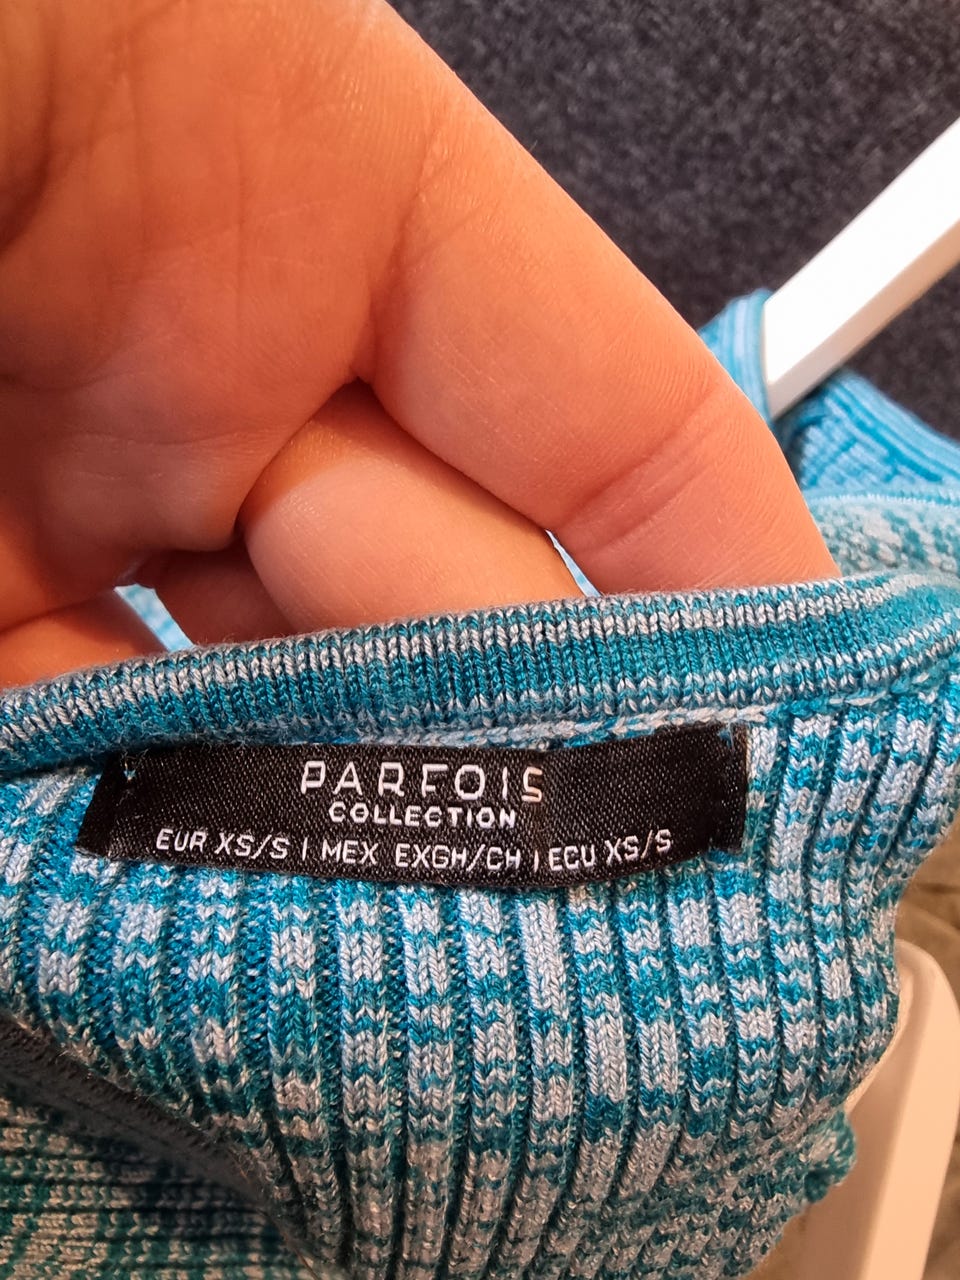 PARFOIS
COLLECTION
EUR XS/S | MEX EXGH/CH | ECU XS/S